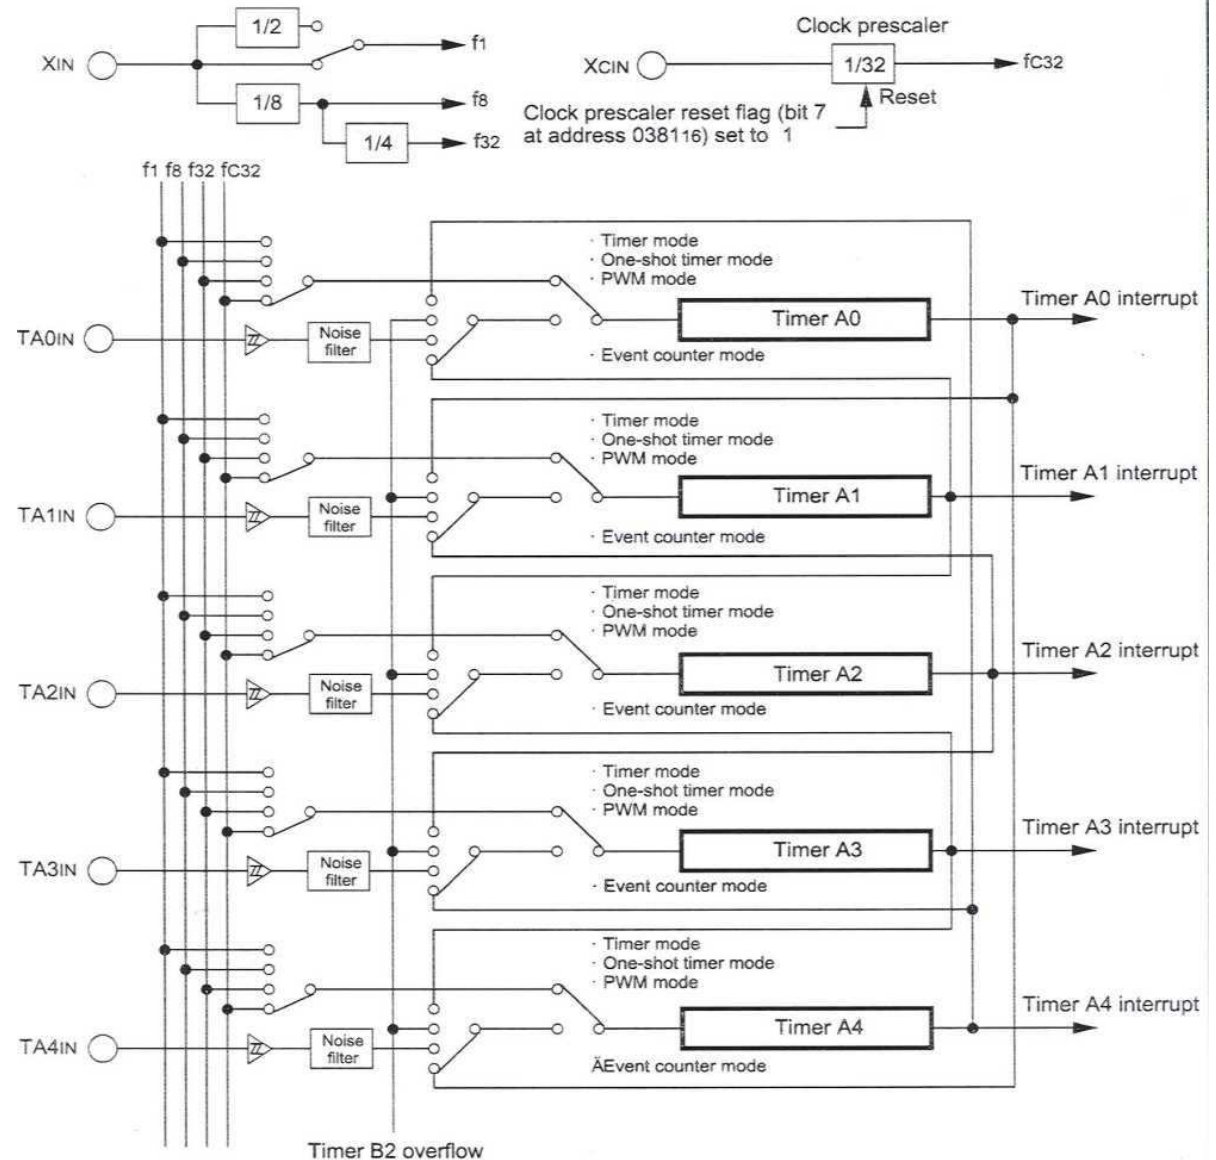 1/2
f1
XIN
1/8
f8
1/4
f32
Clock prescaler
XCIN
1/32
fC32
Reset
Clock prescaler reset flag (bit 7
at address 038116) set to 1
f1 f8 f32 fC32
· Timer mode
· One-shot timer mode
· PWM mode
Timer A0 interrupt
Timer A0
TA0IN
Noise
filter
· Event counter mode
· Timer mode
· One-shot timer mode
· PWM mode
Timer A1 interrupt
Timer A1
TA1IN
Noise
filter
· Event counter mode
· Timer mode
· One-shot timer mode
· PWM mode
Timer A2 interrupt
Timer A2
TA2IN
Noise
filter
· Event counter mode
· Timer mode
· One-shot timer mode
· PWM mode
Timer A3 interrupt
Timer A3
TA3IN
Noise
filter
· Event counter mode
· Timer mode
· One-shot timer mode
· PWM mode
Timer A4 interrupt
Timer A4
TA4IN
Noise
filter
ÄEvent counter mode
Timer B2 overflow